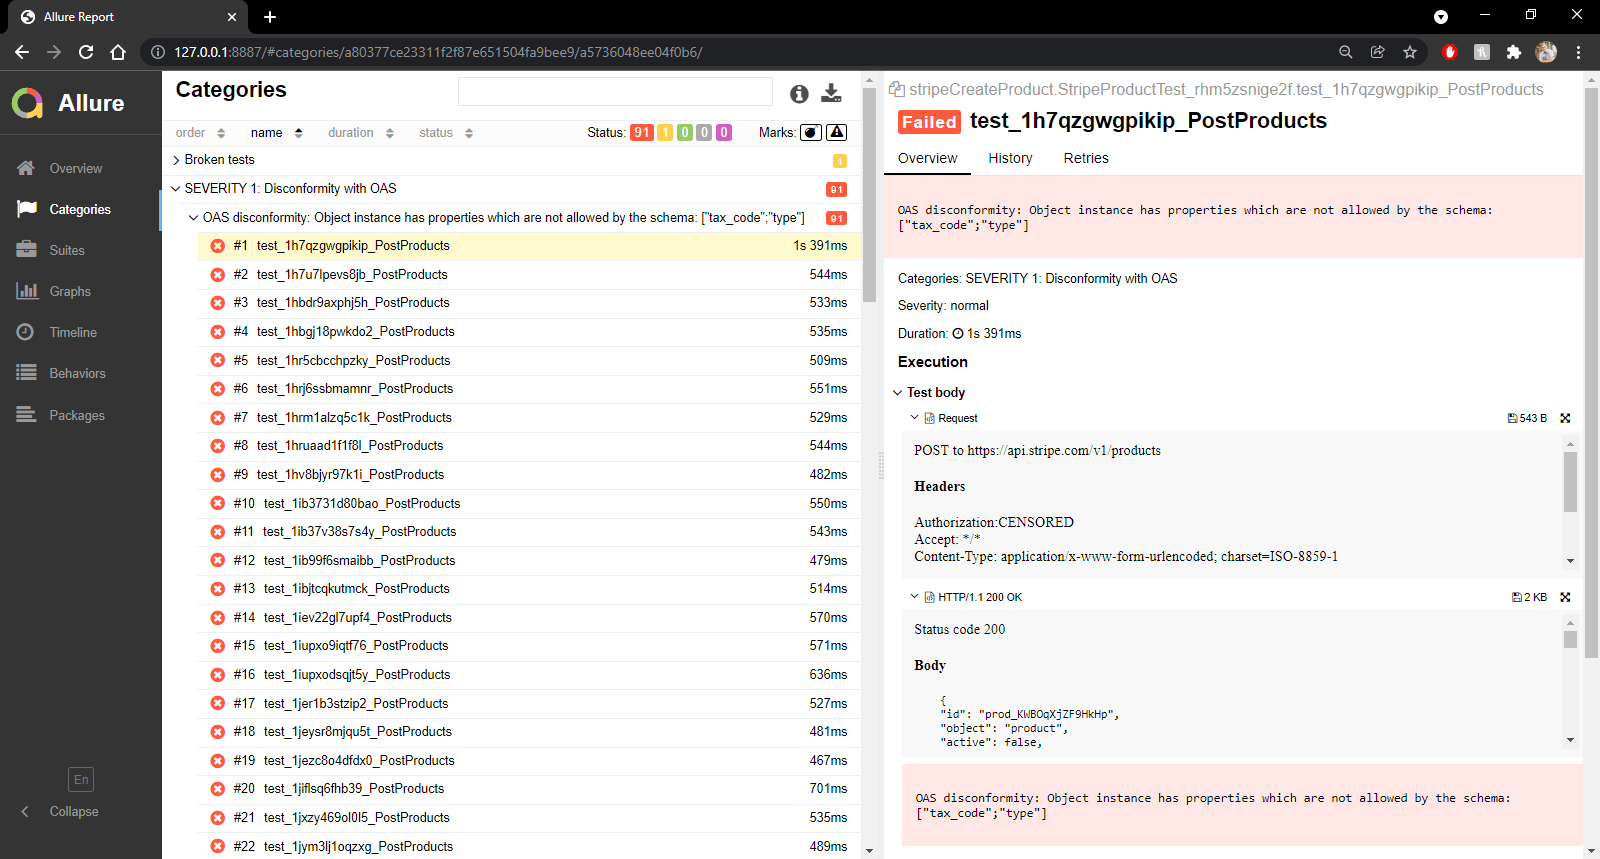 Allure Report
127.0.0.1:8887/#categories/a80377ce23311f2f87e651504fa9bee9/a5736048ee04f0b6/
Allure
Overview
Categories
Suites
Graphs
Timeline
Behaviors
Packages
En
Collapse
Categories
order name duration status Status: 91 1 0 0 0 Marks:
Broken tests 1
SEVERITY 1: Disconformity with OAS 91
OAS disconformity: Object instance has properties which are not allowed by the schema: ["tax_code";"type"] 91
#1 test_1h7qzgwgpikip_PostProducts 1s 391ms
#2 test_1h7u7lpevs8jb_PostProducts 544ms
#3 test_1hbdr9axphj5h_PostProducts 533ms
#4 test_1hbgj18pwkdo2_PostProducts 535ms
#5 test_1hr5cbcchpzky_PostProducts 509ms
#6 test_1hrj6ssbmamnr_PostProducts 551ms
#7 test_1hrm1alzq5c1k_PostProducts 529ms
#8 test_1hruaad1f1f8l_PostProducts 544ms
#9 test_1hv8bjyr97k1i_PostProducts 482ms
#10 test_1ib3731d80bao_PostProducts 550ms
#11 test_1ib37v38s7s4y_PostProducts 543ms
#12 test_1ib99f6smaibb_PostProducts 479ms
#13 test_1ibjtcqkutmck_PostProducts 514ms
#14 test_1iev22gl7upf4_PostProducts 570ms
#15 test_1iupxo9iqtf76_PostProducts 571ms
#16 test_1iupxodsqjt5y_PostProducts 636ms
#17 test_1jer1b3stzip2_PostProducts 527ms
#18 test_1jeysr8mjqu5t_PostProducts 481ms
#19 test_1jezc8o4dfdx0_PostProducts 467ms
#20 test_1jiflsq6fhb39_PostProducts 701ms
#21 test_1jxzy469ol0l5_PostProducts 535ms
#22 test_1jym3lj1oqzxg_PostProducts 489ms
stripeCreateProduct.StripeProductTest_rhm5zsnige2f.test_1h7qzgwgpikip_PostProducts
Failed test_1h7qzgwgpikip_PostProducts
Overview History Retries
OAS disconformity: Object instance has properties which are not allowed by the schema:
["tax_code";"type"]
Categories: SEVERITY 1: Disconformity with OAS
Severity: normal
Duration: 1s 391ms
Execution
Test body
Request 543 B
POST to https://api.stripe.com/v1/products
Headers
Authorization:CENSORED
Accept: */*
Content-Type: application/x-www-form-urlencoded; charset=ISO-8859-1
HTTP/1.1 200 OK 2 KB
Status code 200
Body
{
"id": "prod_KWBOqXjZF9HkHp",
"object": "product",
"active": false,
OAS disconformity: Object instance has properties which are not allowed by the schema:
["tax_code";"type"]